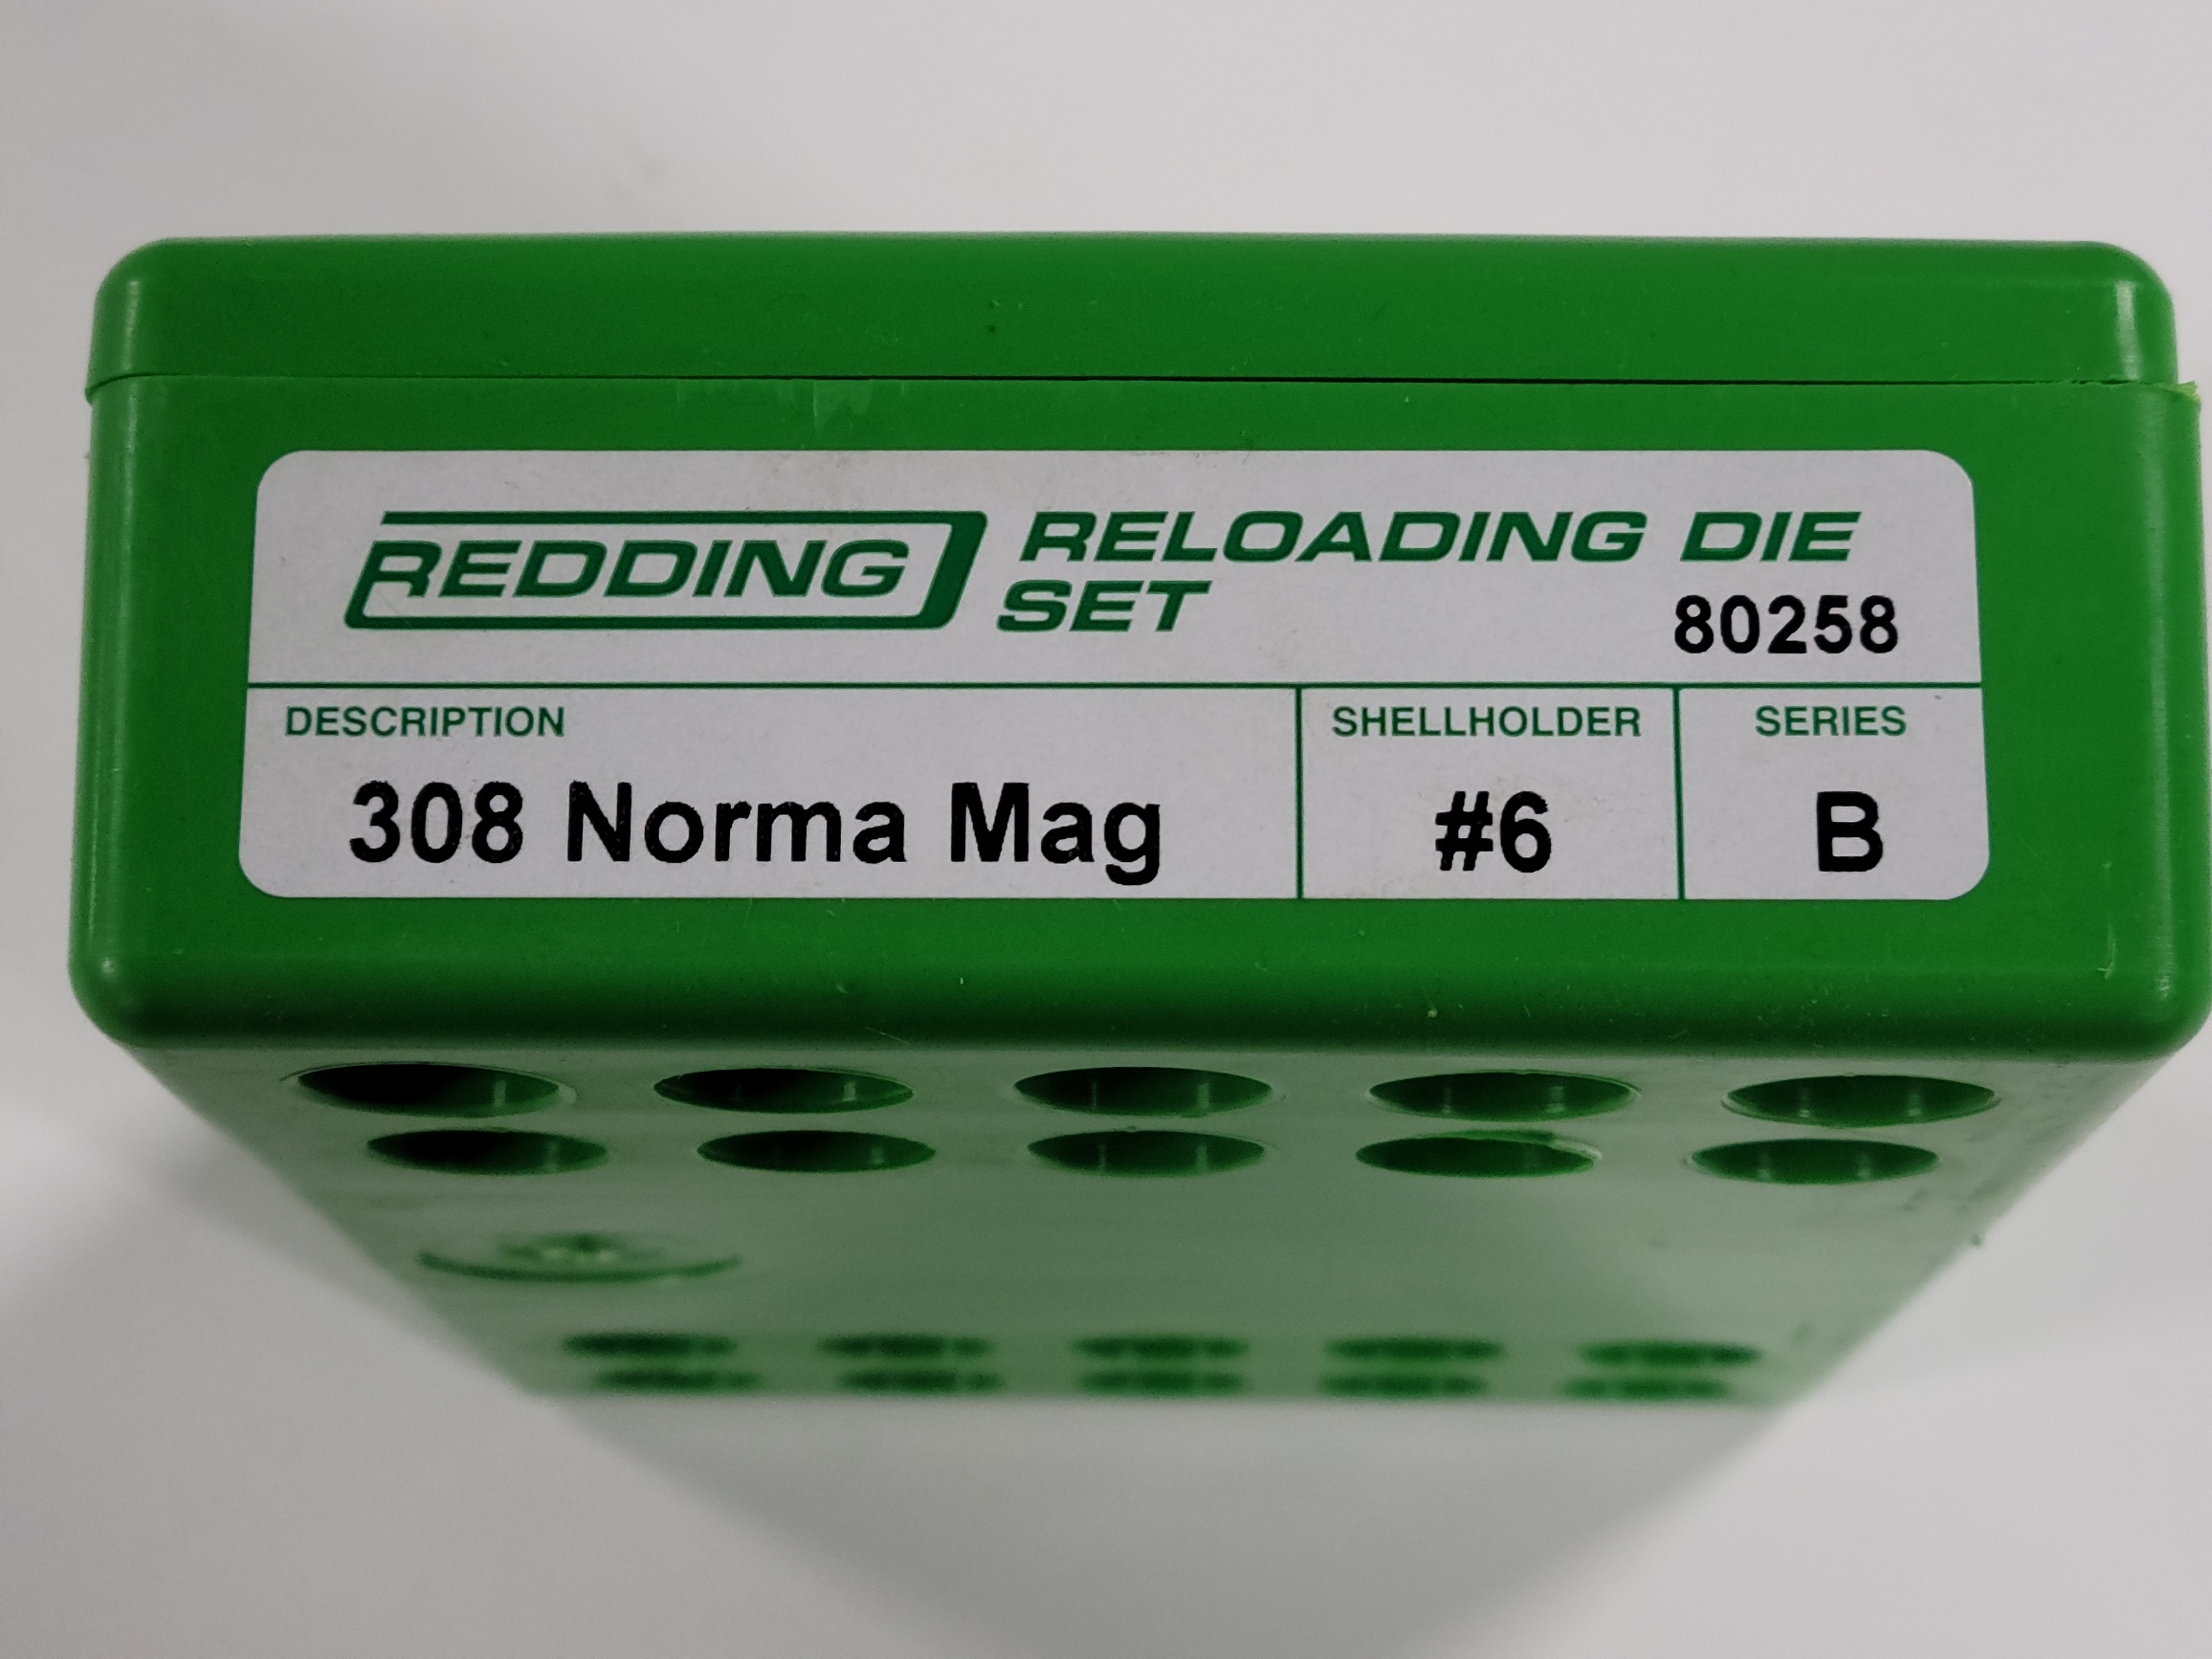 REDDING RELOADING DIE
SET
80258
DESCRIPTION SHELLHOLDER SERIES
308 Norma Mag #6 B